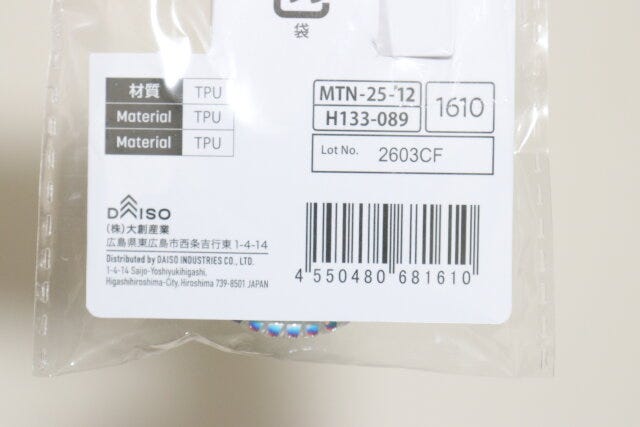 袋
材質 TPU
Material TPU
Material TPU
MTN-25-'12
H133-089
1610
Lot No. 2603CF
DAISO
(株)大創産業
広島県東広島市西条吉行東1-4-14
Distributed by DAISO INDUSTRIES CO., LTD.
1-4-14 Saijo-Yoshiyukihigashi,
Higashihiroshima-City, Hiroshima 739-8501 JAPAN
4 550480 681610